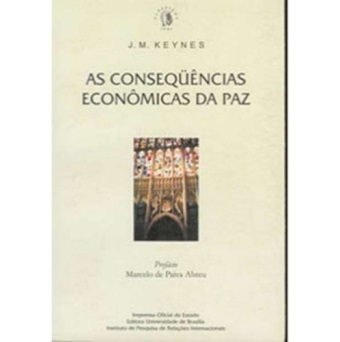 J. M. KEYNES
AS CONSEQÜÊNCIAS
ECONÔMICAS DA PAZ
Prefácio
Marcelo de Paiva Abreu
Imprensa Oficial do Estado
Editora Universidade de Brasília
Instituto de Pesquisa de Relações Internacionais